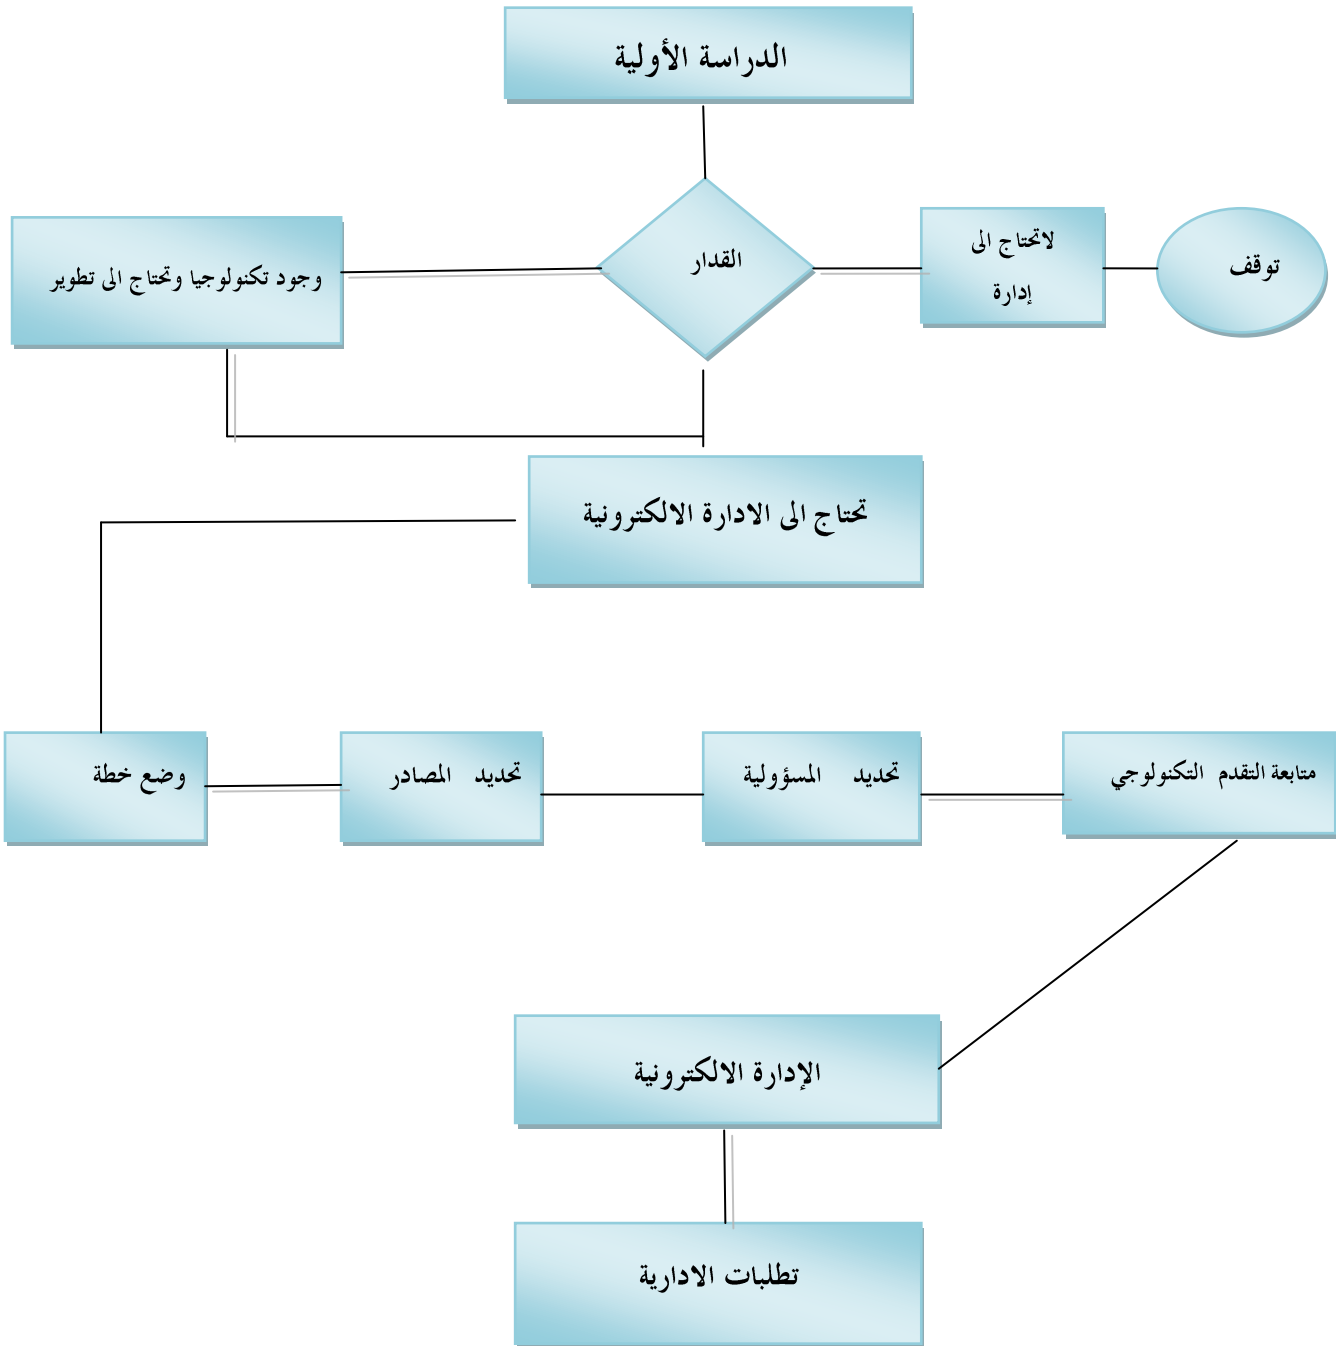 الدراسة الأولية
القدار
لاتحتاج الى
إدارة
توقف
وجود تكنولوجيا وتحتاج الى تطوير
تحتاج الى الادارة الالكترونية
وضع خطة
تحديد المصادر
تحديد المسؤولية
متابعة التقدم التكنولوجي
الإدارة الالكترونية
تطلبات الادارية